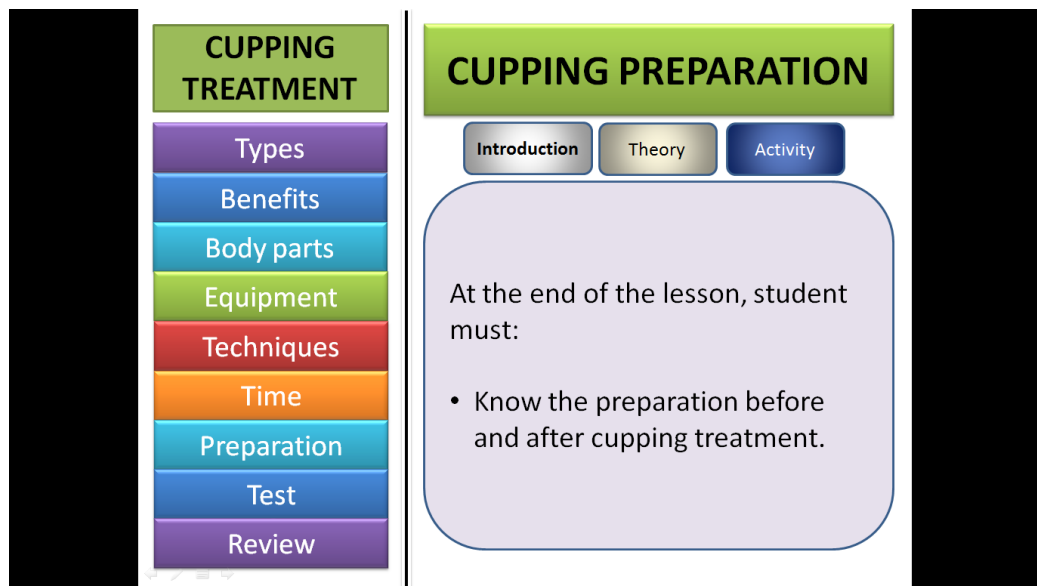 CUPPING
TREATMENT
Types
Benefits
Body parts
Equipment
Techniques
Time
Preparation
Test
Review
CUPPING PREPARATION
Introduction
Theory
Activity
At the end of the lesson, student
must:
• Know the preparation before
and after cupping treatment.